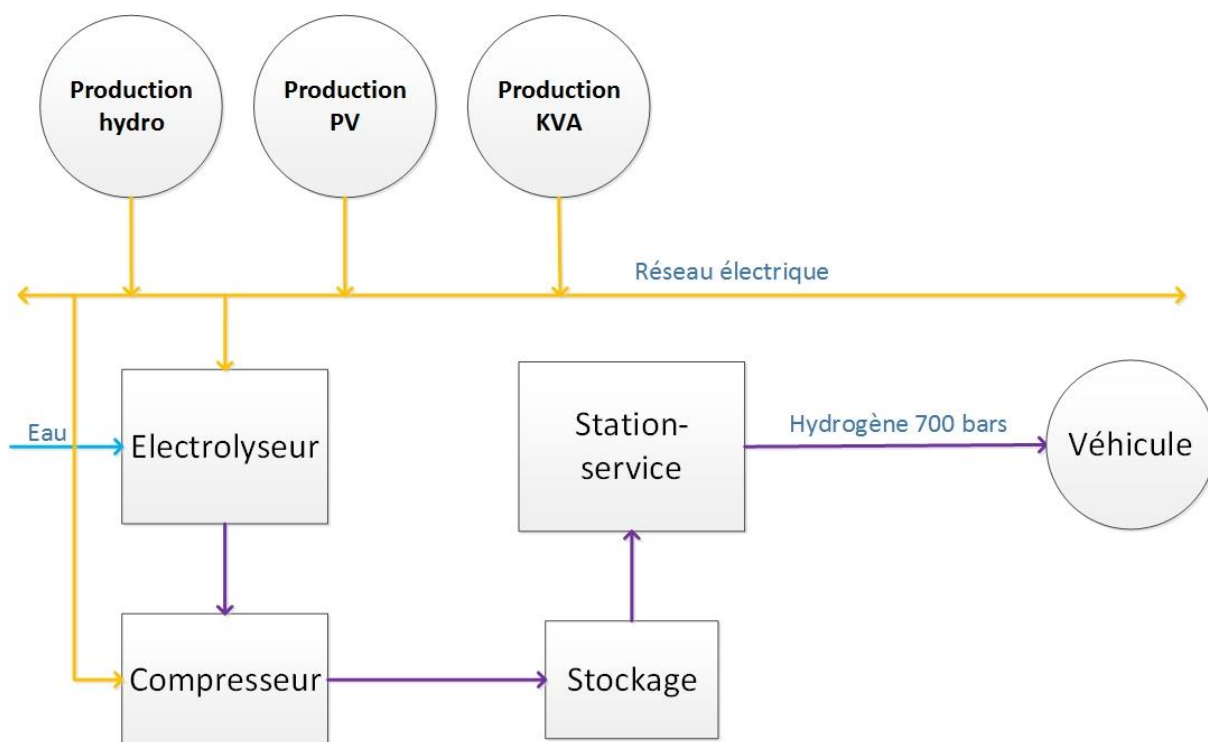 Production
hydro
Production
PV
Production
KVA
Réseau électrique
Eau
Electrolyseur
Station-
service
Hydrogène 700 bars
Véhicule
Compresseur
Stockage